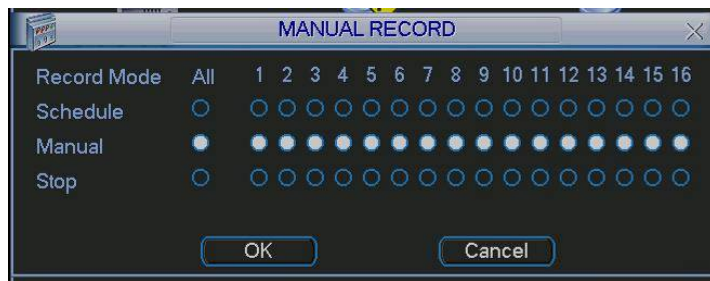 MANUAL RECORD
Record Mode All 1 2 3 4 5 6 7 8 9 10 11 12 13 14 15 16
Schedule
Manual
Stop
OK Cancel